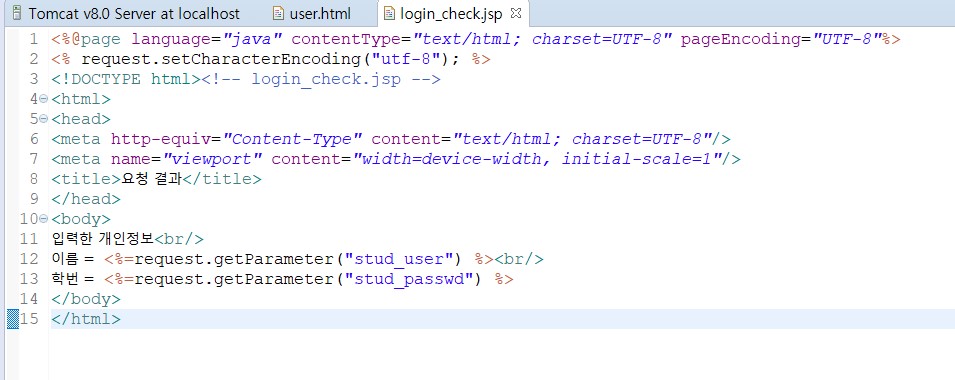 Tomcat v8.0 Server at localhost user.html login_check.jsp
1 <%@page language="java" contentType="text/html; charset=UTF-8" pageEncoding="UTF-8"%>
2 <% request.setCharacterEncoding("utf-8"); %>
3 <!DOCTYPE html><!-- login_check.jsp -->
4 <html>
5 <head>
6 <meta http-equiv="Content-Type" content="text/html; charset=UTF-8"/>
7 <meta name="viewport" content="width=device-width, initial-scale=1"/>
8 <title>요청 결과</title>
9 </head>
10 <body>
11 입력한 개인정보<br/>
12 이름 = <%=request.getParameter("stud_user") %><br/>
13 학번 = <%=request.getParameter("stud_passwd") %>
14 </body>
15 </html>